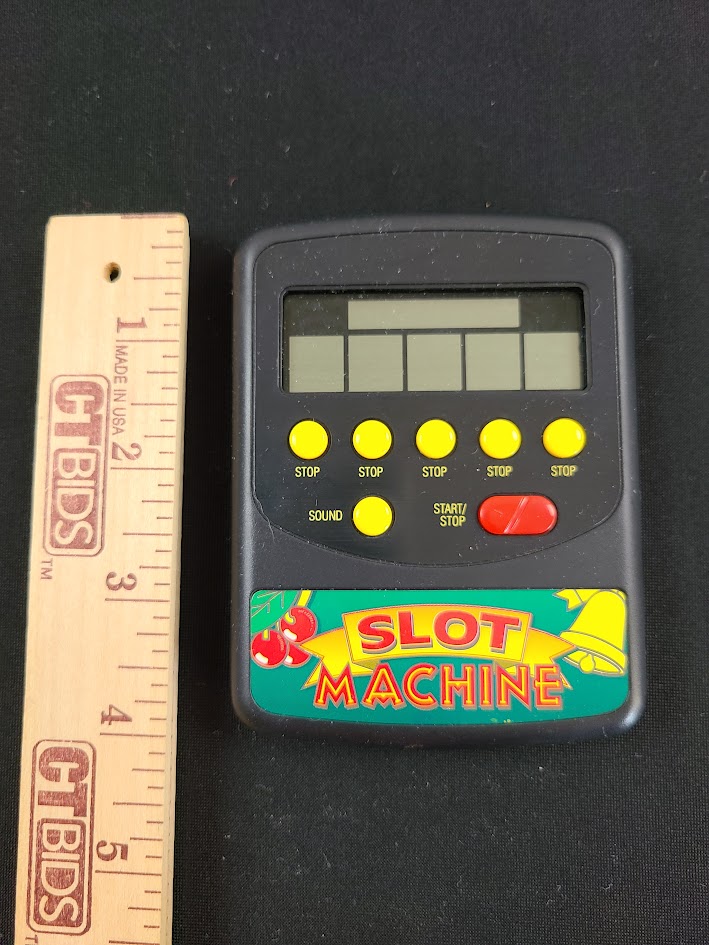 1
MADE IN USA
CTBIDS
TM
2
3
4
CTBIDS
T
5
STOP STOP STOP STOP STOP
SOUND START/
STOP
SLOT
MACHINE